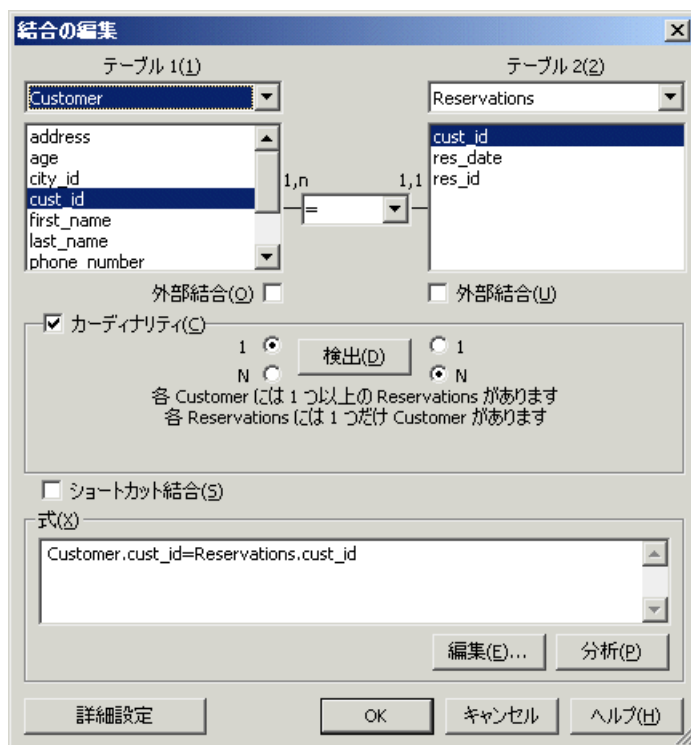 結合の編集
テーブル 1(1)
テーブル 2(2)
Customer
Reservations
address
age
city_id
cust_id
first_name
last_name
phone_number
1,n
=
1,1
cust_id
res_date
res_id
外部結合(O)
外部結合(U)
カーディナリティ(C)
1
N
検出(D)
1
N
各 Customer には 1 つ以上の Reservations があります
各 Reservations には 1 つだけ Customer があります
ショートカット結合(S)
式(X)
Customer.cust_id=Reservations.cust_id
編集(E)...
分析(P)
詳細設定
OK
キャンセル
ヘルプ(H)